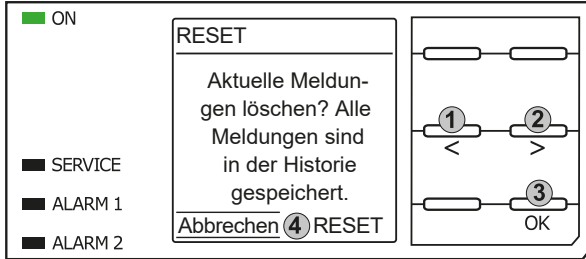 ON
RESET
Aktuelle Meldun-
gen löschen? Alle
Meldungen sind
in der Historie
gespeichert.
Abbrechen 4 RESET
SERVICE
ALARM 1
ALARM 2
1 2
< >
3
OK